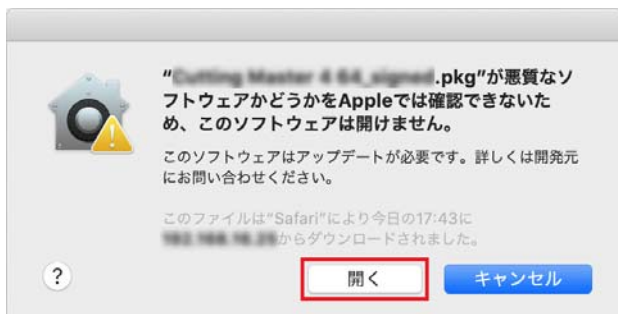 “ .pkg”が悪質なソ
フトウェアかどうかをAppleでは確認できないた
め、このソフトウェアは開けません。
このソフトウェアはアップデートが必要です。詳しくは開発元
にお問い合わせください。
このファイルは“Safari”により今日の17:43に
からダウンロードされました。
?
開く
キャンセル